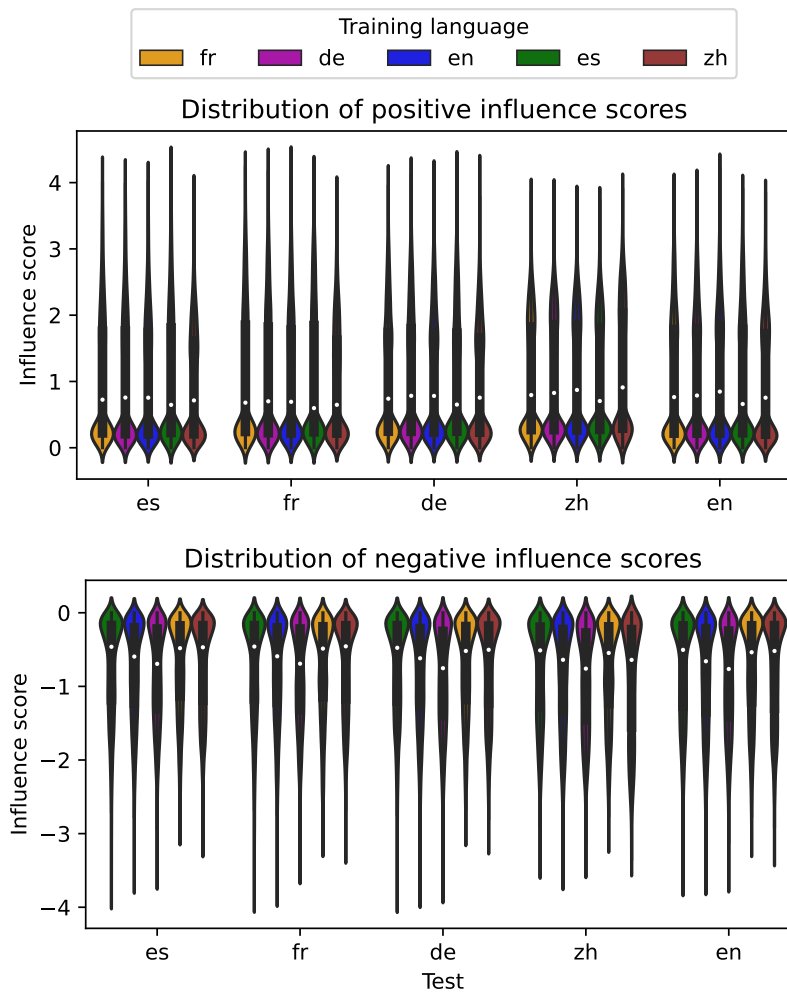 Training language
fr de en es zh
Distribution of positive influence scores
Influence score
4
3
2
1
0
es fr de zh en
Distribution of negative influence scores
Influence score
0
−1
−2
−3
−4
es fr de zh en
Test